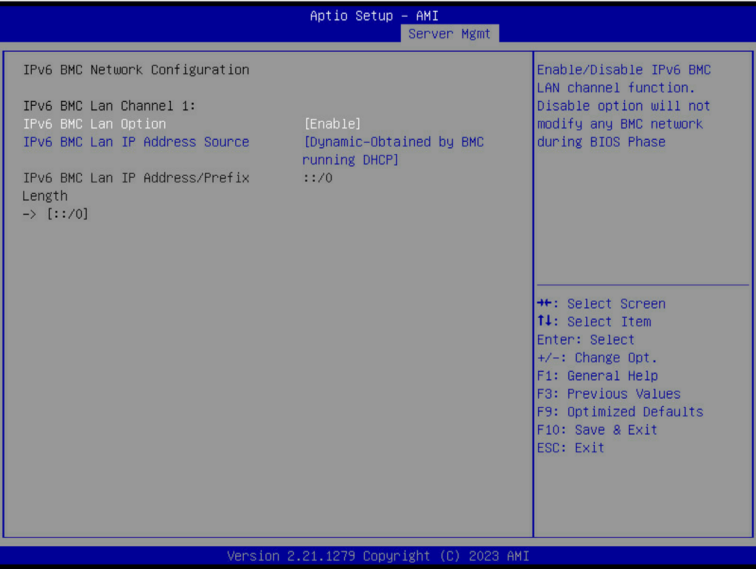 Aptio Setup – AMI
Server Mgmt
IPv6 BMC Network Configuration
IPv6 BMC Lan Channel 1:
IPv6 BMC Lan Option [Enable]
IPv6 BMC Lan IP Address Source [Dynamic-Obtained by BMC
running DHCP]
IPv6 BMC Lan IP Address/Prefix ::/0
Length
-> [::/0]
Enable/Disable IPv6 BMC
LAN channel function.
Disable option will not
modify any BMC network
during BIOS Phase
→←: Select Screen
↑↓: Select Item
Enter: Select
+/-: Change Opt.
F1: General Help
F3: Previous Values
F9: Optimized Defaults
F10: Save & Exit
ESC: Exit
Version 2.21.1279 Copyright (C) 2023 AMI